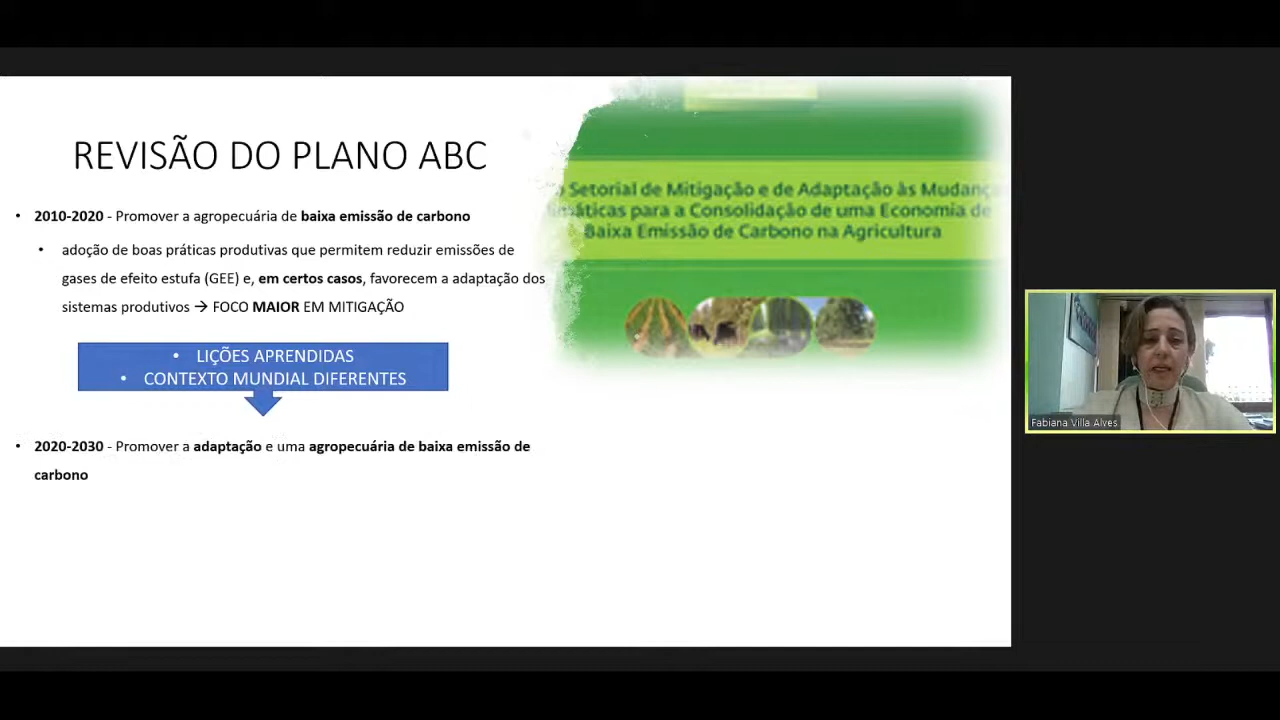 REVISÃO DO PLANO ABC
• 2010-2020 - Promover a agropecuária de baixa emissão de carbono
• adoção de boas práticas produtivas que permitem reduzir emissões de
gases de efeito estufa (GEE) e, em certos casos, favorecem a adaptação dos
sistemas produtivos → FOCO MAIOR EM MITIGAÇÃO
• LIÇÕES APRENDIDAS
• CONTEXTO MUNDIAL DIFERENTES
• 2020-2030 - Promover a adaptação e uma agropecuária de baixa emissão de
carbono
Setorial de Mitigação e de Adaptação às Mudança
máticas para a Consolidação de uma Economia de
Baixa Emissão de Carbono na Agricultura
Fabiana Villa Alves